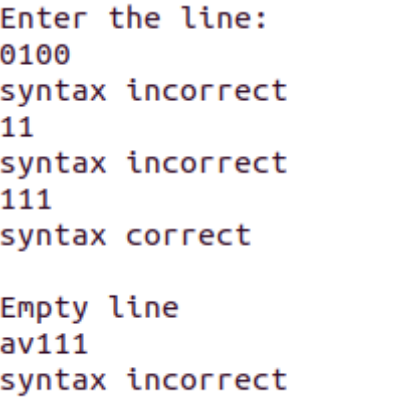 Enter the line:
0100
syntax incorrect
11
syntax incorrect
111
syntax correct

Empty line
av111
syntax incorrect